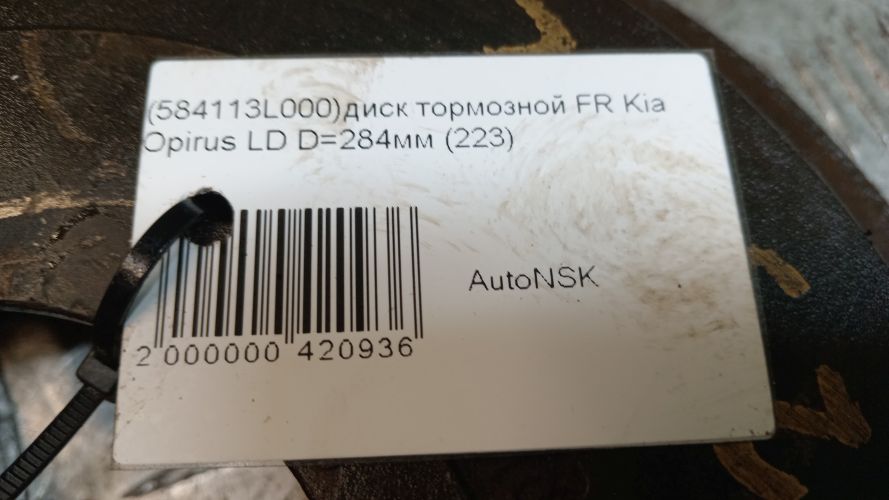 (584113L000)диск тормозной FR Kia
Opirus LD D=284мм (223)
AutoNSK
2 000000 420936